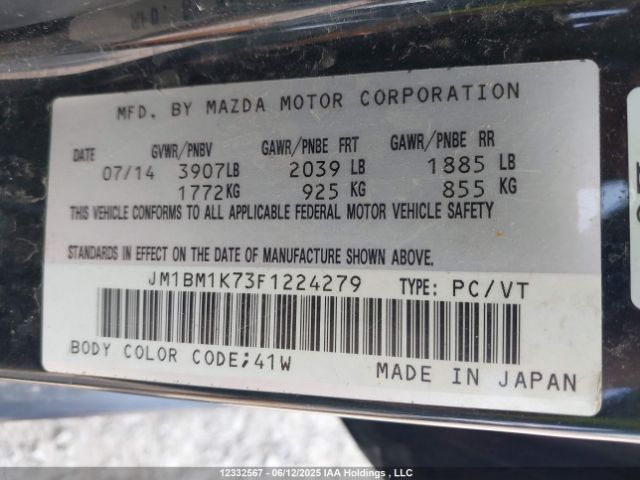 MFD. BY MAZDA MOTOR CORPORATION
DATE GVWR/PNBV GAWR/PNBE FRT GAWR/PNBE RR
07/14 3907LB 2039 LB 1885 LB
1772KG 925 KG 855 KG
THIS VEHICLE CONFORMS TO ALL APPLICABLE FEDERAL MOTOR VEHICLE SAFETY
STANDARDS IN EFFECT ON THE DATE OF MANUFACTURE SHOWN ABOVE.
JM1BM1K73F1224279 TYPE: PC/VT
BODY COLOR CODE;41W
MADE IN JAPAN
12332567 - 06/12/2025 IAA Holdings , LLC